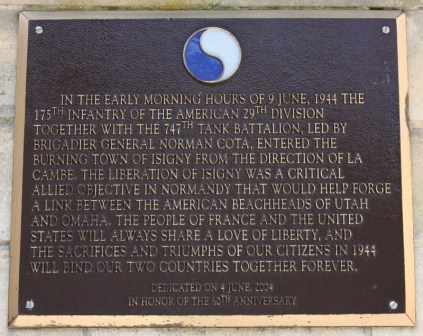 IN THE EARLY MORNING HOURS OF 9 JUNE, 1944 THE
175TH INFANTRY OF THE AMERICAN 29TH DIVISION
TOGETHER WITH THE 747TH TANK BATTALION, LED BY
BRIGADIER GENERAL NORMAN COTA, ENTERED THE
BURNING TOWN OF ISIGNY FROM THE DIRECTION OF LA
CAMBE. THE LIBERATION OF ISIGNY WAS A CRITICAL
ALLIED OBJECTIVE IN NORMANDY THAT WOULD HELP FORGE
A LINK BETWEEN THE AMERICAN BEACHHEADS OF UTAH
AND OMAHA. THE PEOPLE OF FRANCE AND THE UNITED
STATES WILL ALWAYS SHARE A LOVE OF LIBERTY, AND
THE SACRIFICES AND TRIUMPHS OF OUR CITIZENS IN 1944
WILL BIND OUR TWO COUNTRIES TOGETHER FOREVER.
DEDICATED ON 4 JUNE, 2004
IN HONOR OF THE 60TH ANNIVERSARY